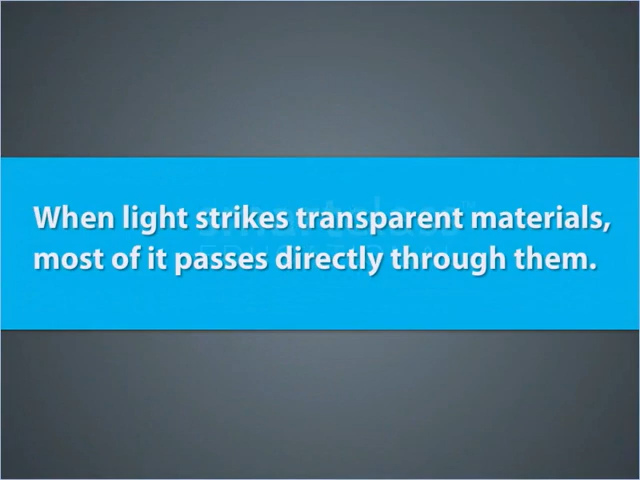 When light strikes transparent materials,
most of it passes directly through them.